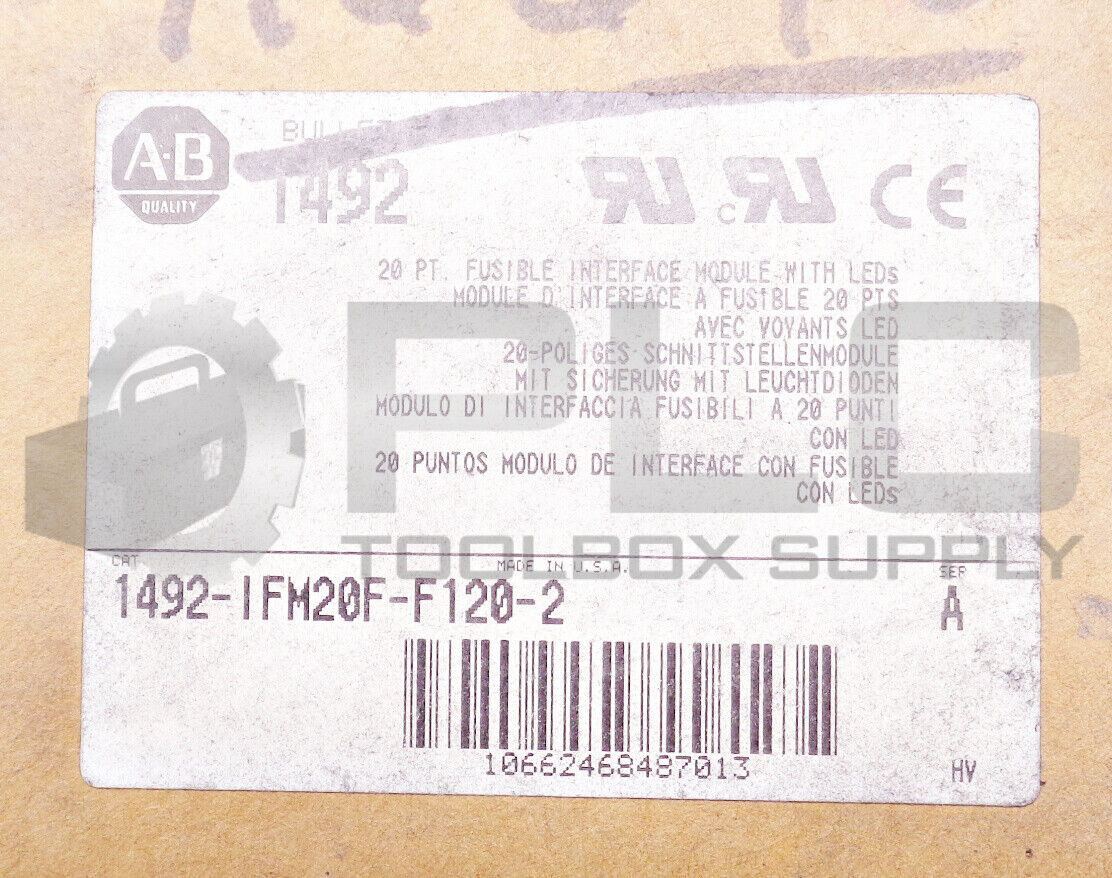 A·B
QUALITY
BULLETIN
1492
c
CE
20 PT. FUSIBLE INTERFACE MODULE WITH LEDs
MODULE D'INTERFACE A FUSIBLE 20 PTS
AVEC VOYANTS LED
20-POLIGES SCHNITTSTELLENMODULE
MIT SICHERUNG MIT LEUCHTDIODEN
MODULO DI INTERFACCIA FUSIBILI A 20 PUNTI
CON LED
20 PUNTOS MODULO DE INTERFACE CON FUSIBLE
CON LEDs
PLC
TOOLBOX SUPPLY
CAT
MADE IN U.S.A.
SER
1492-IFM20F-F120-2
A
10662468487013
HV